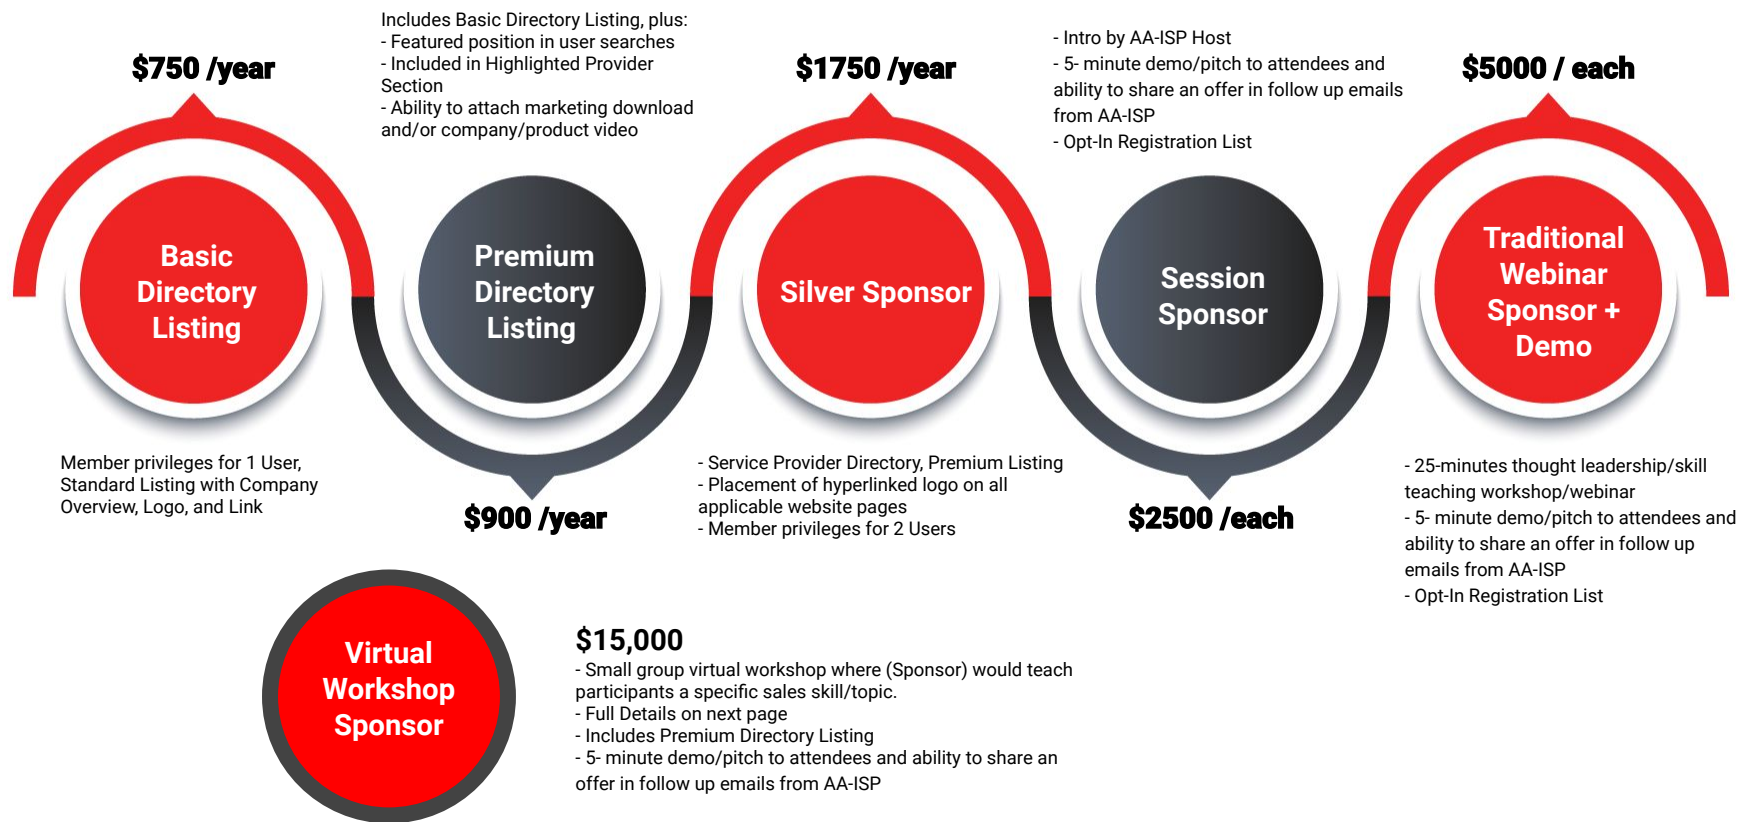 $750 /year
Basic
Directory
Listing
Member privileges for 1 User,
Standard Listing with Company
Overview, Logo, and Link
Includes Basic Directory Listing, plus:
- Featured position in user searches
- Included in Highlighted Provider
Section
- Ability to attach marketing download
and/or company/product video
Premium
Directory
Listing
$900 /year
$1750 /year
Silver Sponsor
- Service Provider Directory, Premium Listing
- Placement of hyperlinked logo on all
applicable website pages
- Member privileges for 2 Users
- Intro by AA-ISP Host
- 5- minute demo/pitch to attendees and
ability to share an offer in follow up emails
from AA-ISP
- Opt-In Registration List
Session
Sponsor
$2500 /each
$5000 / each
Traditional
Webinar
Sponsor +
Demo
- 25-minutes thought leadership/skill
teaching workshop/webinar
- 5- minute demo/pitch to attendees and
ability to share an offer in follow up
emails from AA-ISP
- Opt-In Registration List
Virtual
Workshop
Sponsor
$15,000
- Small group virtual workshop where (Sponsor) would teach
participants a specific sales skill/topic.
- Full Details on next page
- Includes Premium Directory Listing
- 5- minute demo/pitch to attendees and ability to share an
offer in follow up emails from AA-ISP